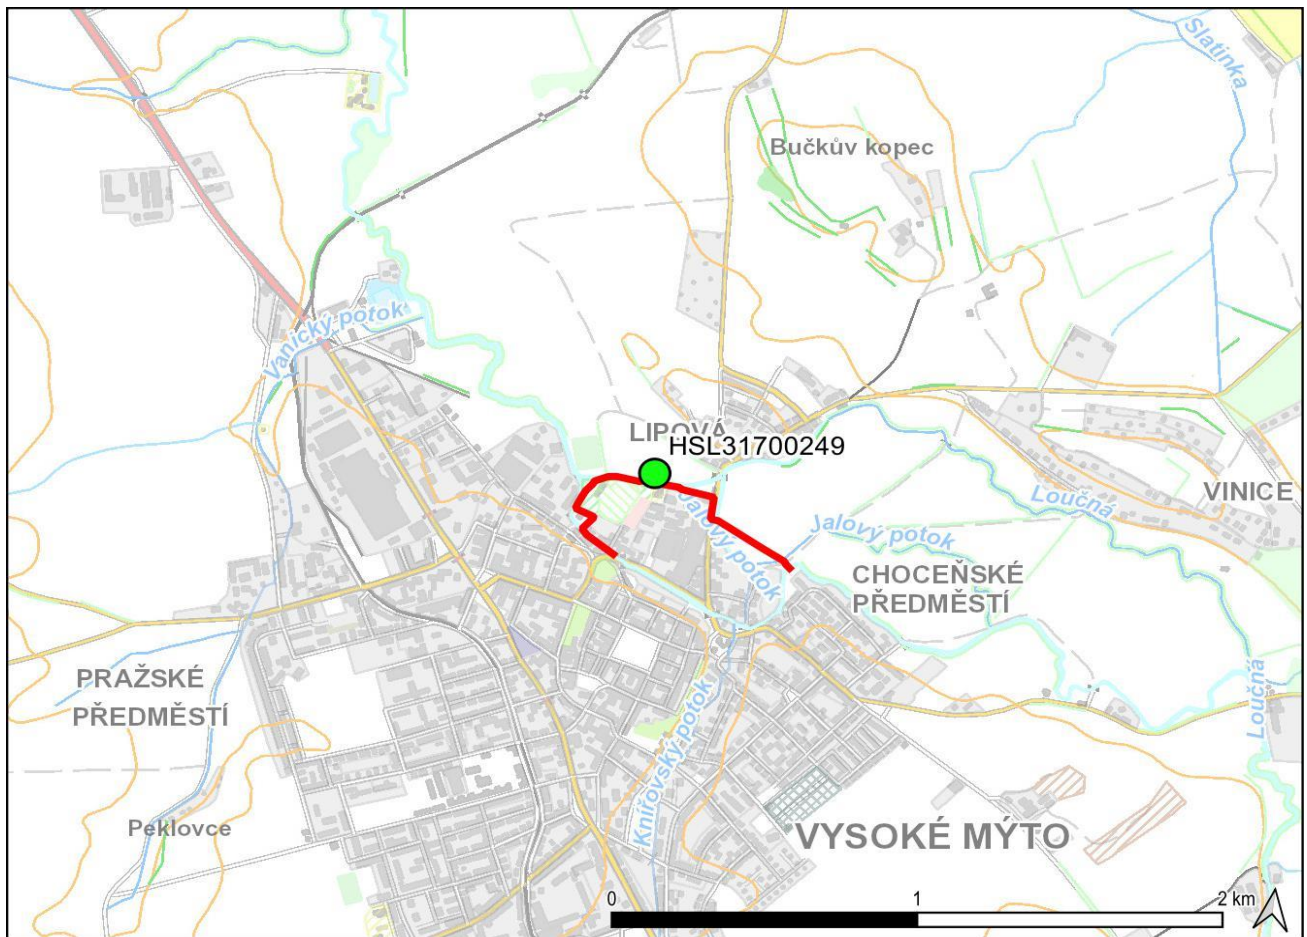 Slatinka
Bučkův kopec
Vanický potok
LIPOVÁ
HSL31700249
VINICE
Loučná
Jalový potok
Jalový potok
CHOCEŇSKÉ
PŘEDMĚSTÍ
PRAŽSKÉ
PŘEDMĚSTÍ
Loučná
Knířovský potok
Peklovce
VYSOKÉ MÝTO
0 1 2 km